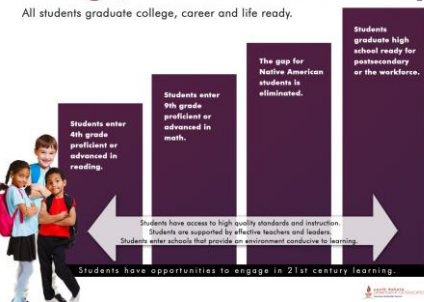 All students graduate college, career and life ready.
Students
graduate high
school ready for
postsecondary
or the workforce.
The gap for
Native American
students is
eliminated.
Students enter
9th grade
proficient or
advanced in
math.
Students enter
4th grade
proficient or
advanced in
reading.
Students have access to high quality standards and instruction.
Students are supported by effective teachers and leaders.
Students enter schools that provide an environment conducive to learning.
Students have opportunities to engage in 21st century learning.
south dakota
DEPARTMENT OF EDUCATION